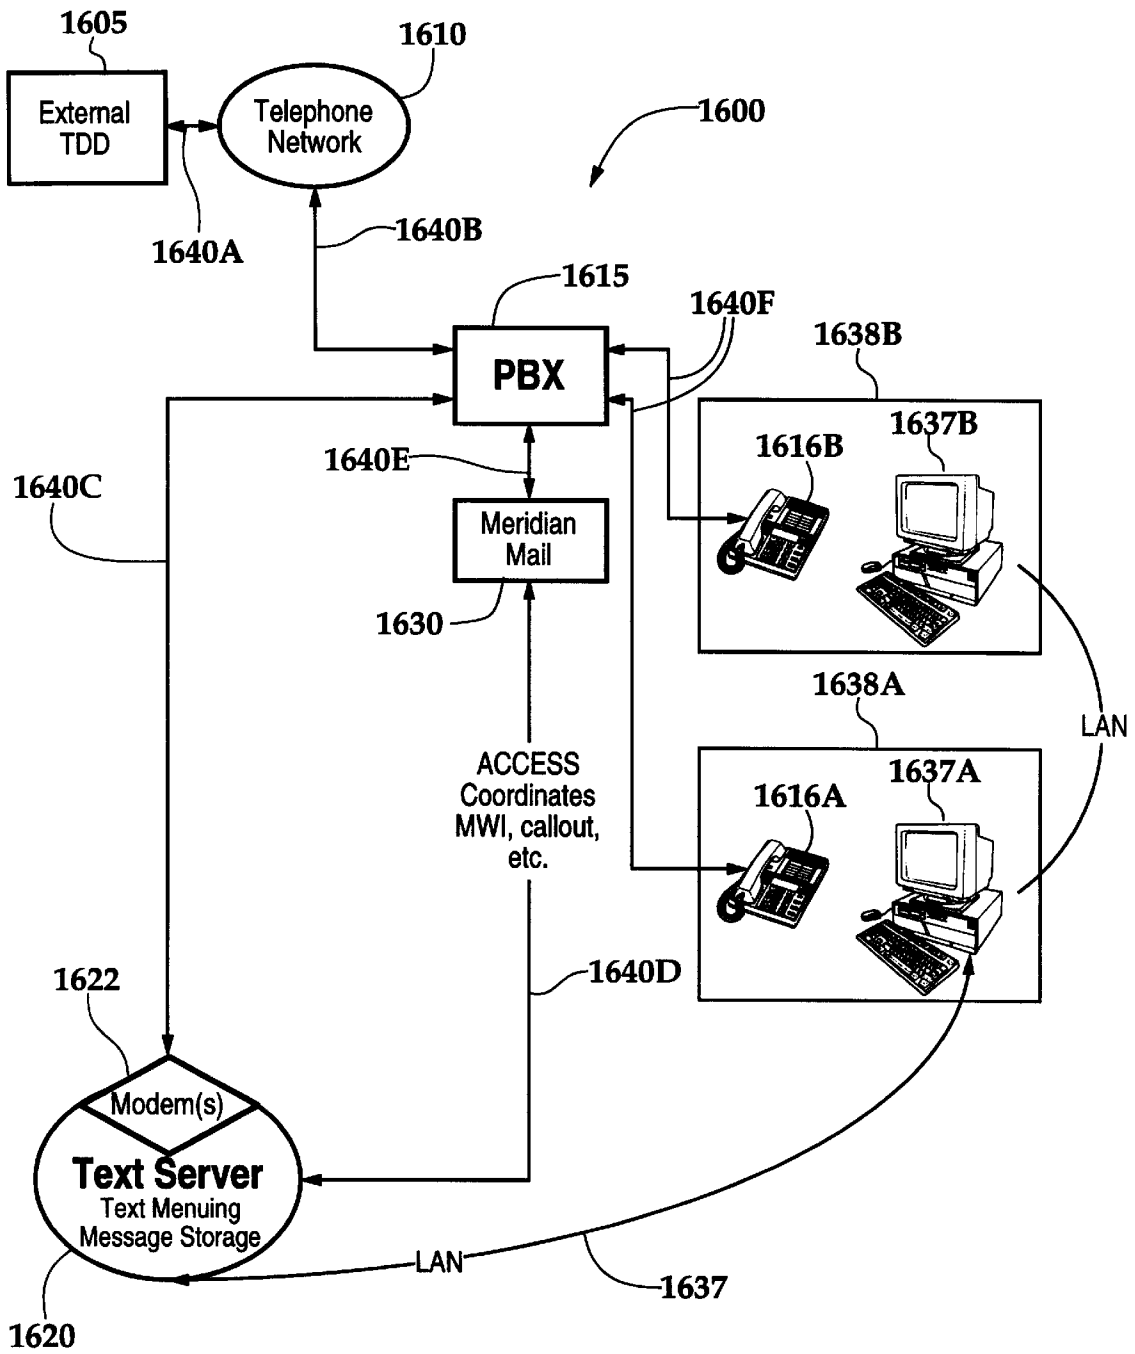 1605
1610
External
TDD
Telephone
Network
1600
1640A
1640B
1615
1640F
1638B
PBX
1637B
1616B
1640E
1640C
Meridian
Mail
1630
1638A
LAN
ACCESS
Coordinates
MWI, callout,
etc.
1637A
1616A
1640D
1622
Modem(s)
Text Server
Text Menuing
Message Storage
LAN
1637
1620